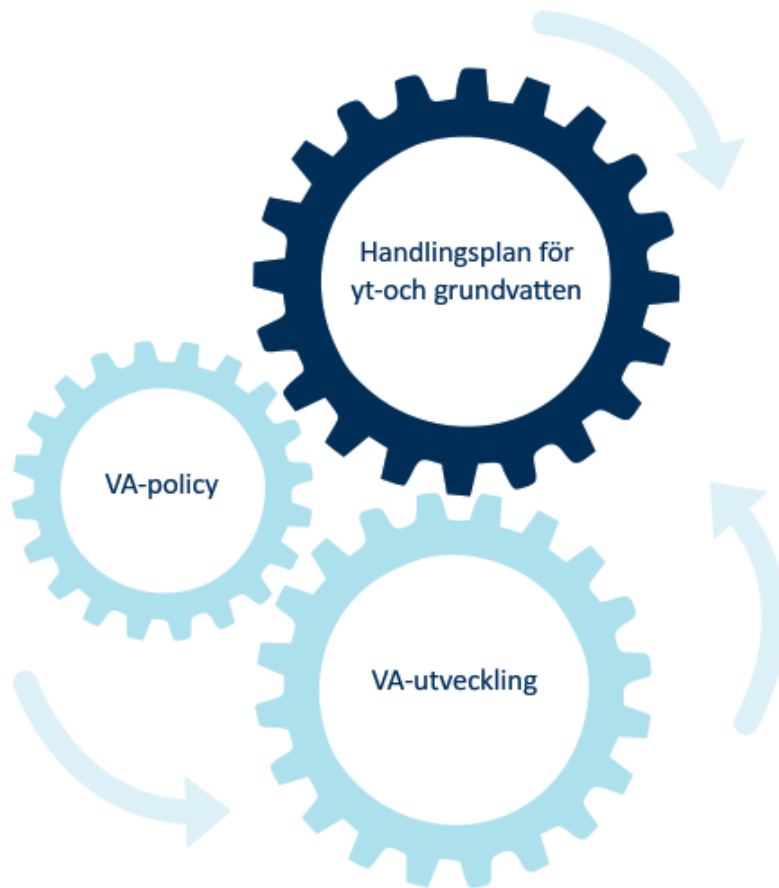 Handlingsplan för
yt-och grundvatten
VA-policy
VA-utveckling